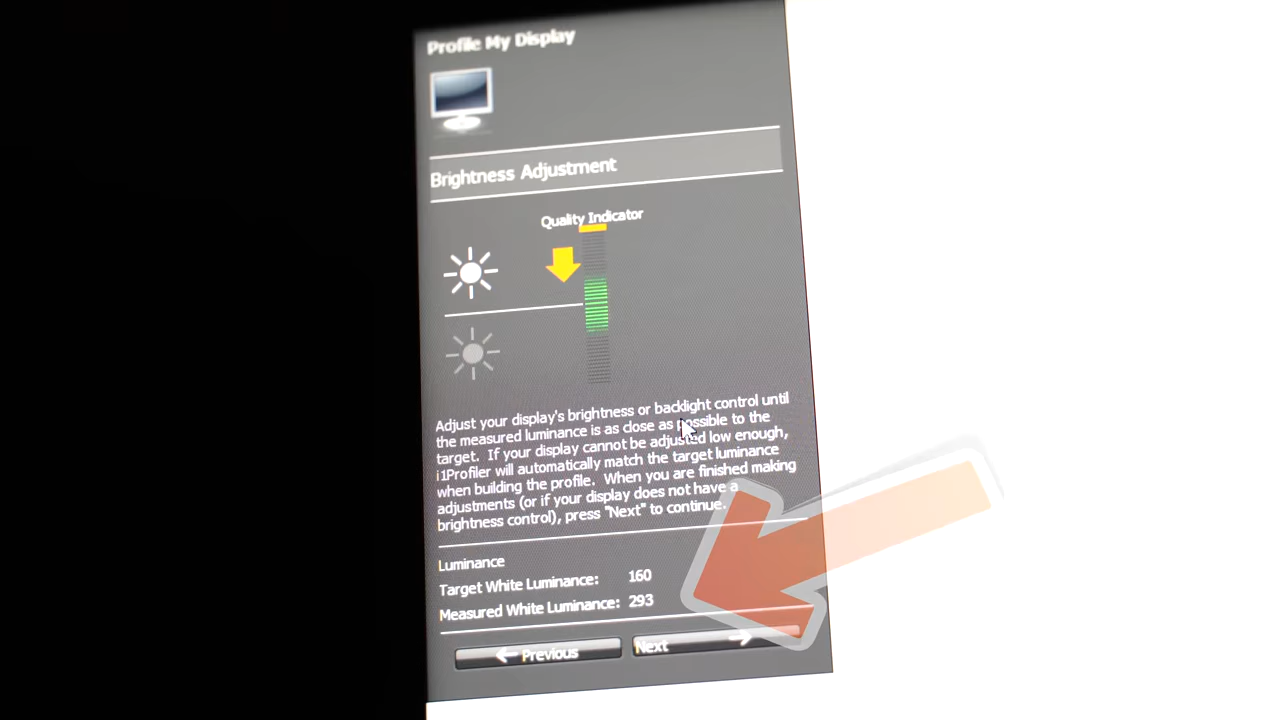 Profile My Display
Brightness Adjustment
Quality Indicator
Adjust your display's brightness or backlight control until
the measured luminance is as close as possible to the
target. If your display cannot be adjusted low enough,
i1Profiler will automatically match the target luminance
when building the profile. When you are finished making
adjustments (or if your display does not have a
brightness control), press "Next" to continue.
Luminance
Target White Luminance: 160
Measured White Luminance: 293
Previous Next